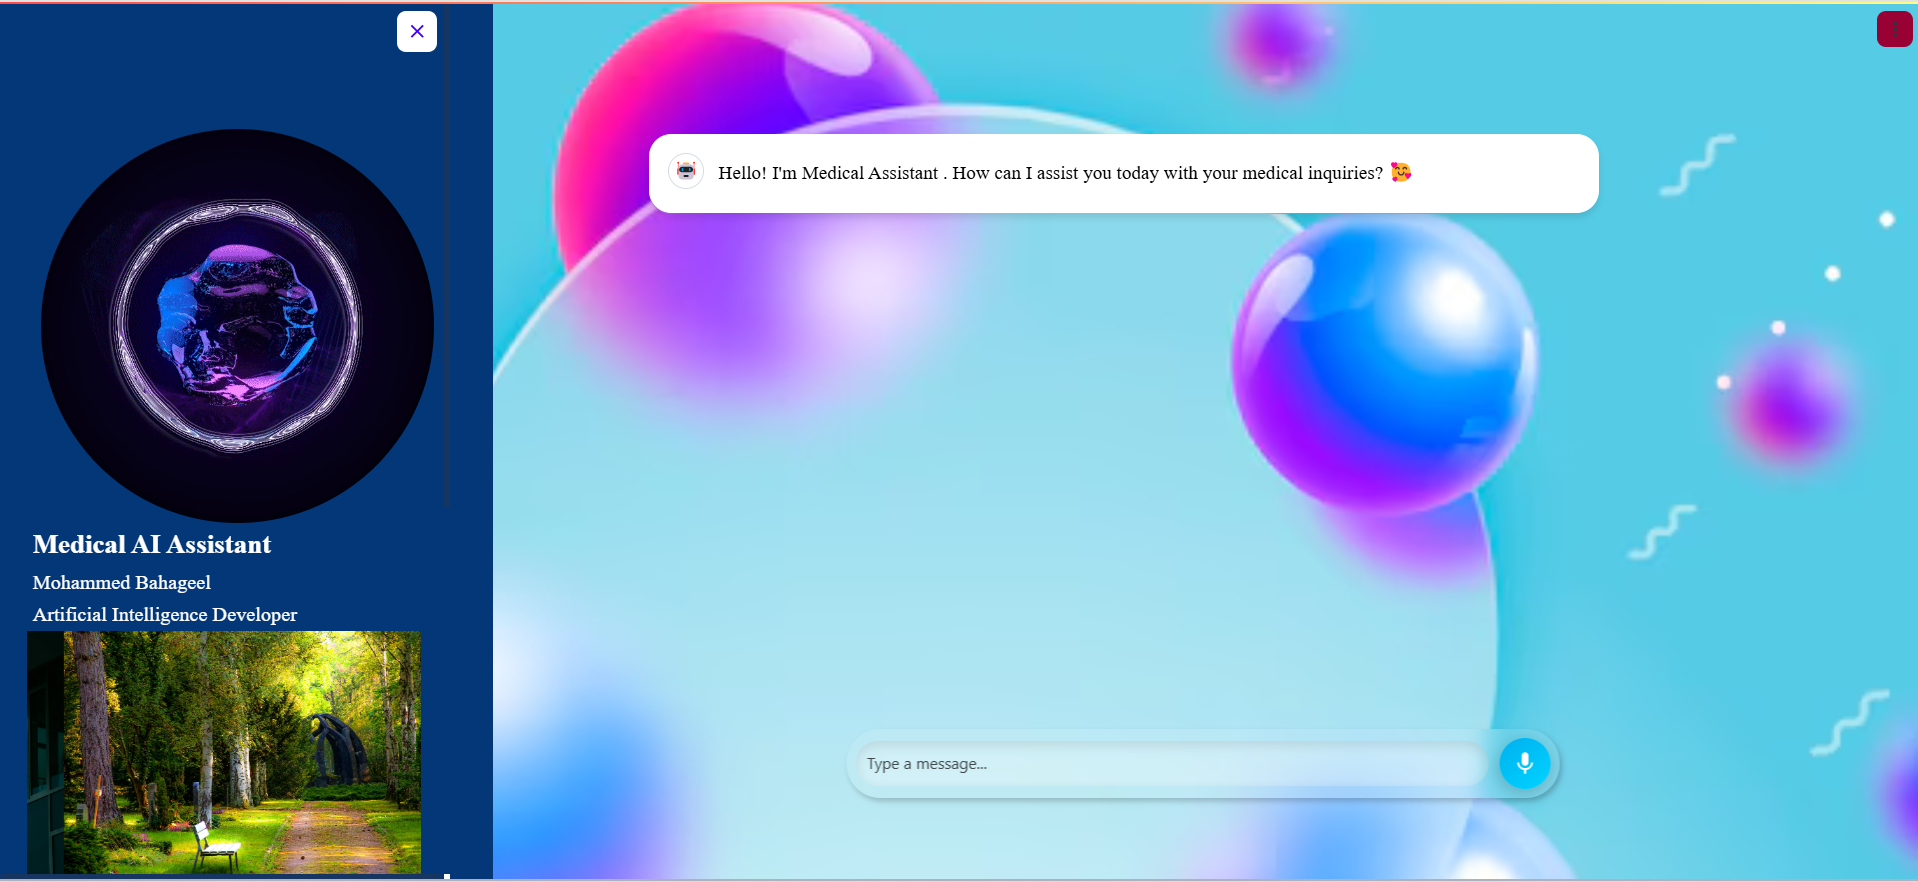 Hello! I'm Medical Assistant . How can I assist you today with your medical inquiries? 🥰
Medical AI Assistant
Mohammed Bahageel
Artificial Intelligence Developer
Type a message...